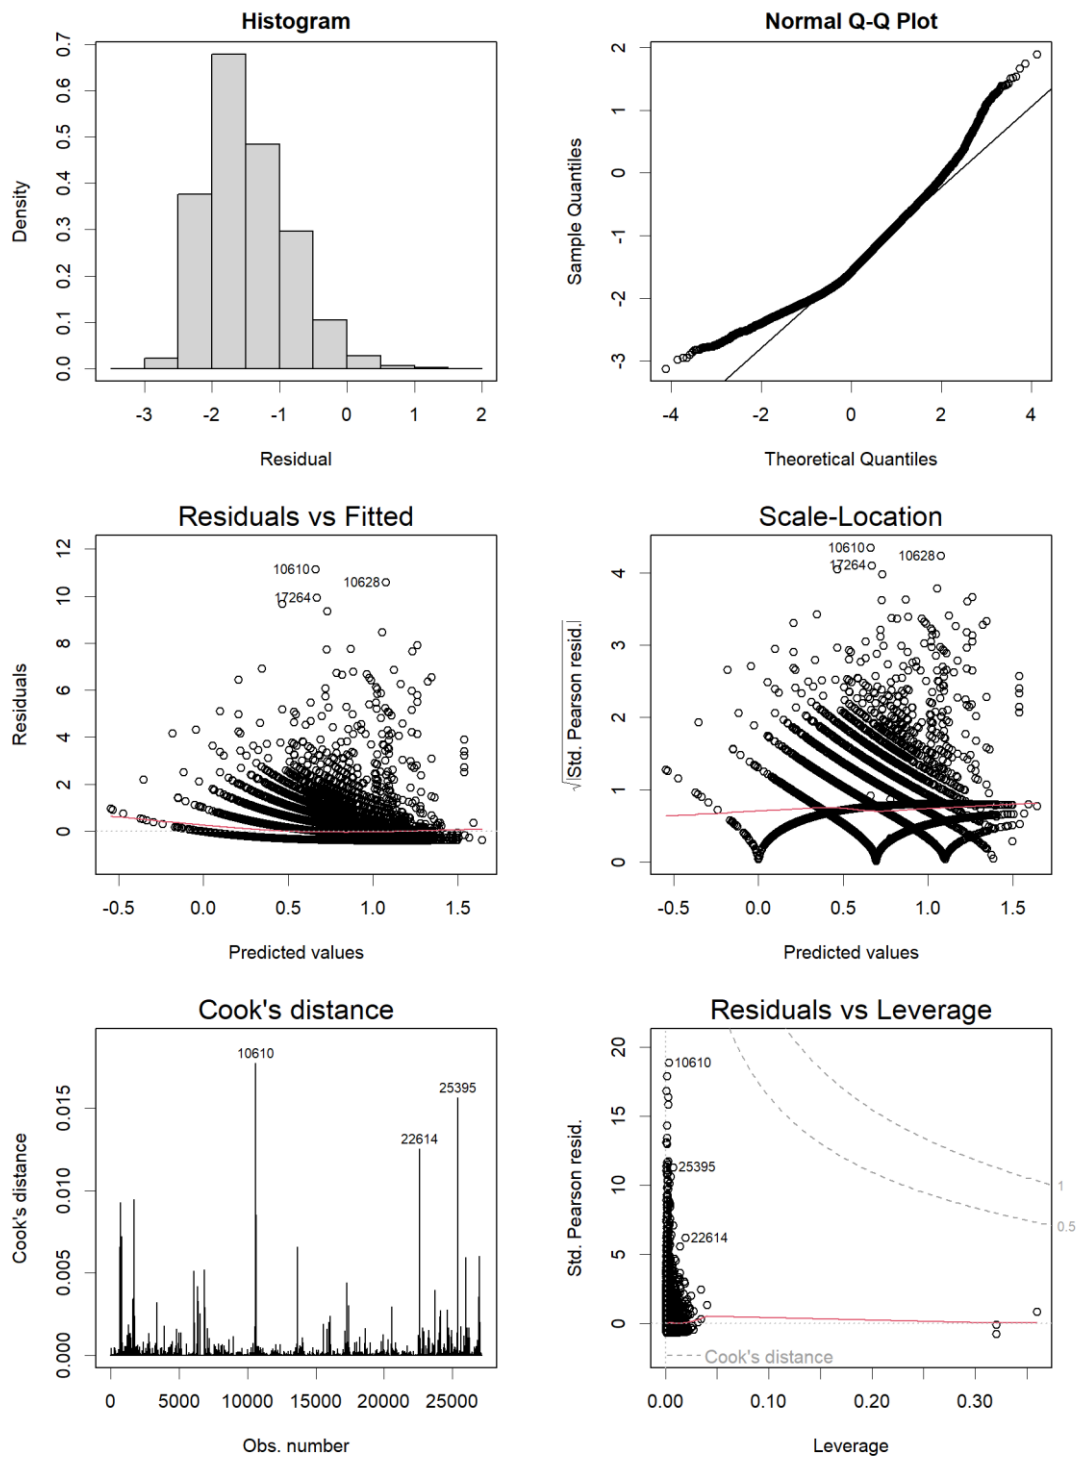 Histogram
Density
0.0 0.1 0.2 0.3 0.4 0.5 0.6 0.7
-3 -2 -1 0 1 2
Residual
Normal Q-Q Plot
Sample Quantiles
-3 -2 -1 0 1 2
-4 -2 0 2 4
Theoretical Quantiles
Residuals vs Fitted
Residuals
0 2 4 6 8 10 12
10610
10628
17264
-0.5 0.0 0.5 1.0 1.5
Predicted values
Scale-Location
√|Std. Pearson resid.|
0 1 2 3 4
10610
10628
17264
-0.5 0.0 0.5 1.0 1.5
Predicted values
Cook's distance
Cook's distance
0.000 0.005 0.010 0.015
10610
25395
22614
0 5000 10000 15000 20000 25000
Obs. number
Residuals vs Leverage
Std. Pearson resid.
0 5 10 15 20
10610
25395
22614
1
0.5
Cook's distance
0.00 0.10 0.20 0.30
Leverage